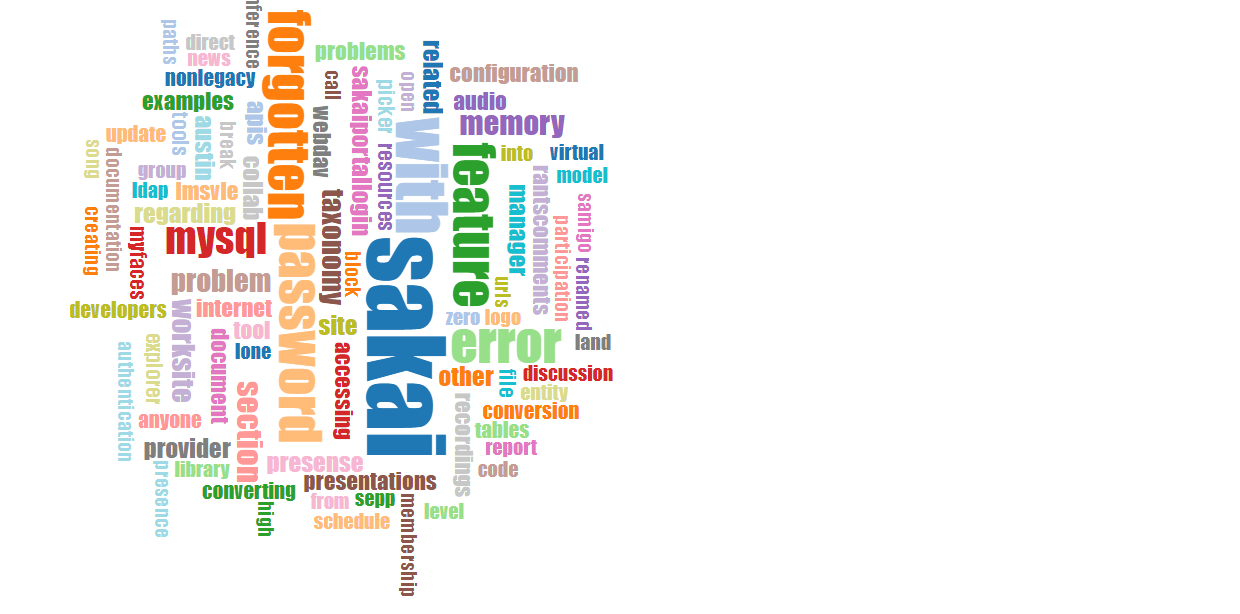 forgotten
paths
direct
news
nonlegacy
problems
related
configuration
examples
call
sakaiportallogin
picker
open
audio
memory
update
tools
austin
break
apis
webdav
with
feature
into
virtual
song
documentation
group
collab
resources
model
ldap
lmsvle
regarding
taxonomy
manager
rantscomments
samigo
participation
creating
myfaces
mysql
password
block
sakai
urls
renamed
problem
developers
worksite
internet
tool
site
zero
logo
error
land
authentication
explorer
document
lone
accessing
other
file
discussion
entity
anyone
section
recordings
conversion
tables
provider
report
presence
library
presense
code
converting
presentations
high
from
sepp
membership
level
schedule